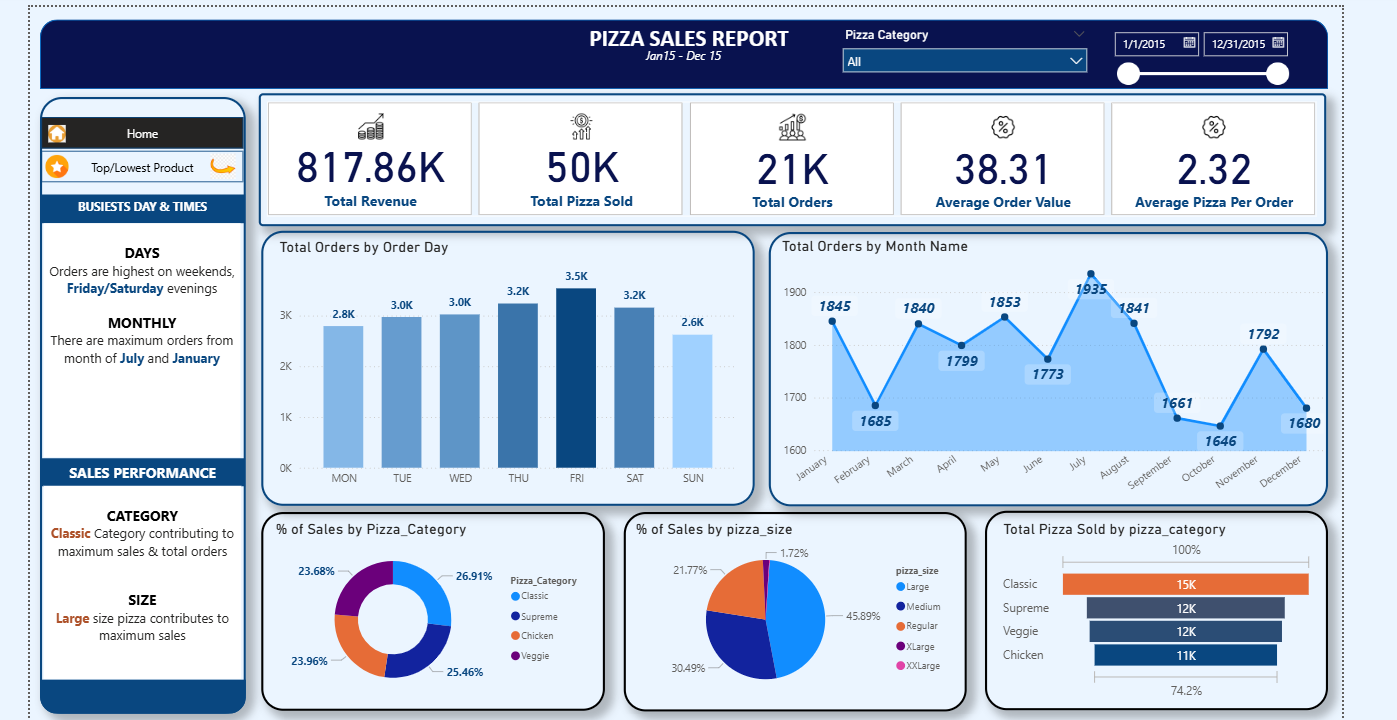 PIZZA SALES REPORT
Jan15 - Dec 15
Pizza Category
All
1/1/2015
12/31/2015
Home
Top/Lowest Product
BUSIESTS DAY & TIMES
DAYS
Orders are highest on weekends,
Friday/Saturday evenings
MONTHLY
There are maximum orders from
month of July and January
SALES PERFORMANCE
CATEGORY
Classic Category contributing to
maximum sales & total orders
SIZE
Large size pizza contributes to
maximum sales
817.86K
Total Revenue
50K
Total Pizza Sold
21K
Total Orders
38.31
Average Order Value
2.32
Average Pizza Per Order
Total Orders by Order Day
3K
2K
1K
0K
2.8K
3.0K
3.0K
3.2K
3.5K
3.2K
2.6K
MON
TUE
WED
THU
FRI
SAT
SUN
Total Orders by Month Name
1900
1800
1700
1600
1845
1685
1840
1799
1853
1773
1935
1841
1661
1646
1792
1680
January
February
March
April
May
June
July
August
September
October
November
December
% of Sales by Pizza_Category
23.68%
26.91%
23.96%
25.46%
Pizza_Category
Classic
Supreme
Chicken
Veggie
% of Sales by pizza_size
1.72%
21.77%
45.89%
30.49%
pizza_size
Large
Medium
Regular
XLarge
XXLarge
Total Pizza Sold by pizza_category
100%
Classic
15K
Supreme
12K
Veggie
12K
Chicken
11K
74.2%